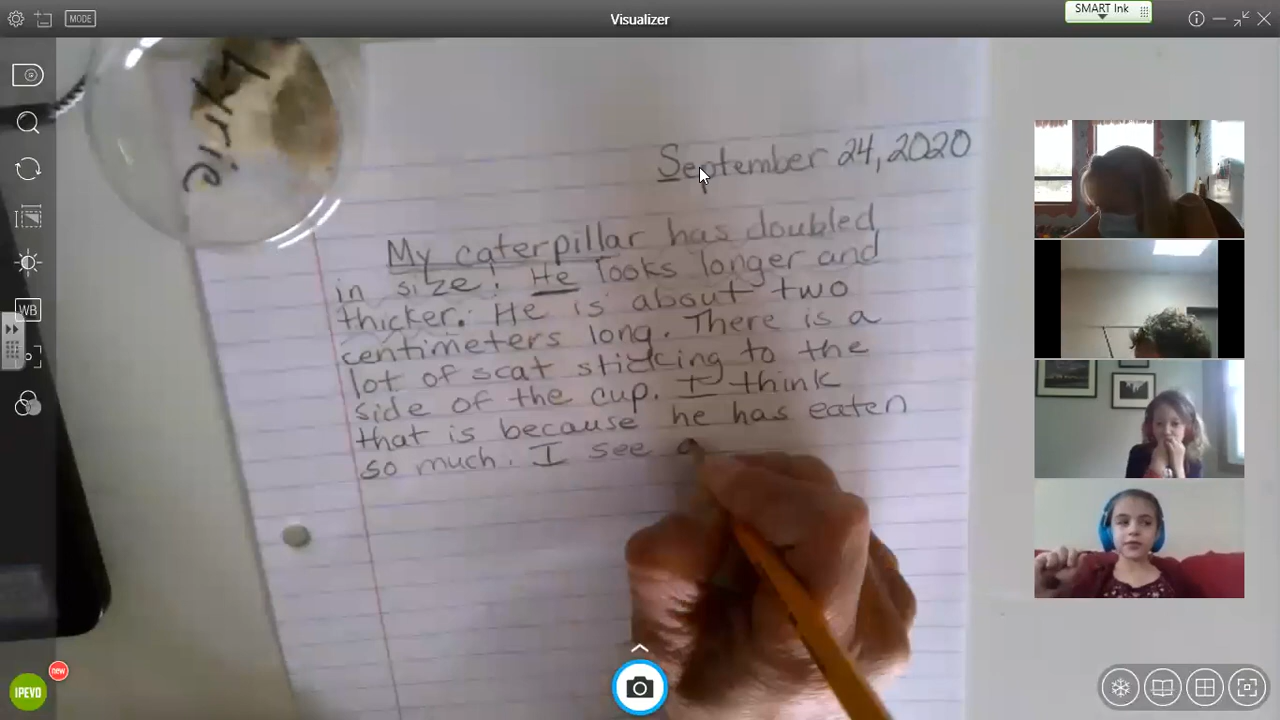 Visualizer
SMART Ink
MODE
Lyric
September 24, 2020
My caterpillar has doubled
in size! He looks longer and
thicker. He is about two
centimeters long. There is a
lot of scat sticking to the
side of the cup. I think
that is because he has eaten
so much. I see a
WB
new
IPEVO